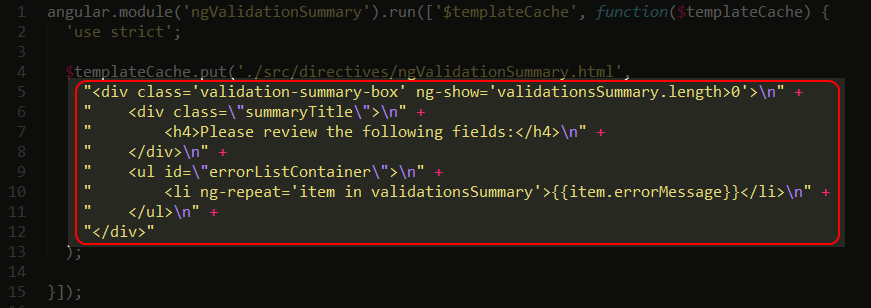 1 angular.module('ngValidationSummary').run(['$templateCache', function($templateCache) {
2 'use strict';
3
4 $templateCache.put('./src/directives/ngValidationSummary.html',
5 "<div class='validation-summary-box' ng-show='validationsSummary.length>0'>\n" +
6 "    <div class=\"summaryTitle\">\n" +
7 "        <h4>Please review the following fields:</h4>\n" +
8 "    </div>\n" +
9 "    <ul id=\"errorListContainer\">\n" +
10 "        <li ng-repeat='item in validationsSummary'>{{item.errorMessage}}</li>\n" +
11 "    </ul>\n" +
12 "</div>"
13 );
14
15 }]);